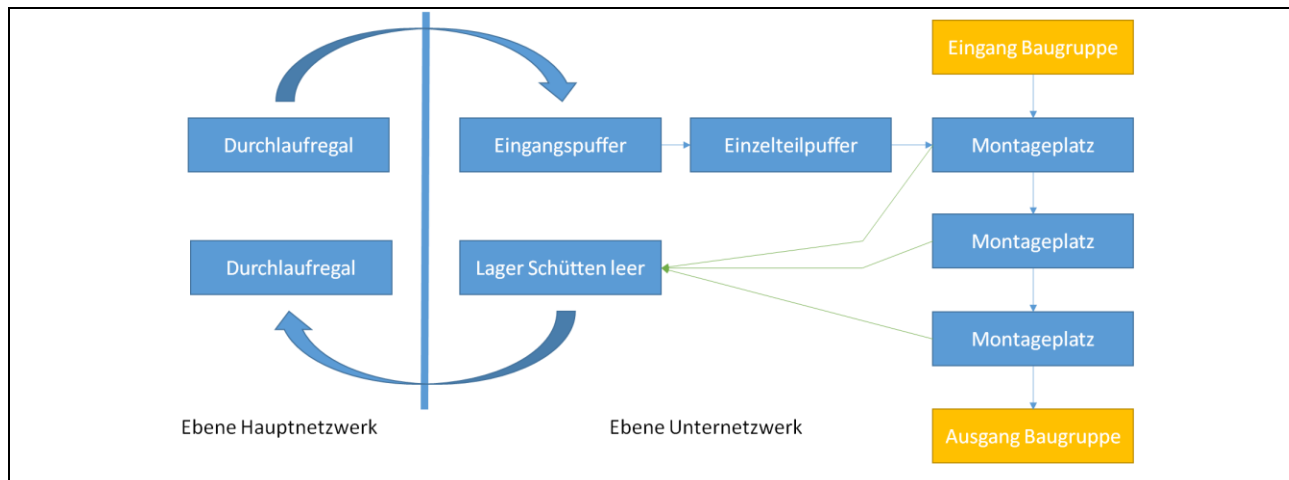 Eingang Baugruppe
Durchlaufregal
Eingangspuffer
Einzelteilpuffer
Montageplatz
Montageplatz
Durchlaufregal
Lager Schütten leer
Montageplatz
Ebene Hauptnetzwerk
Ebene Unternetzwerk
Ausgang Baugruppe